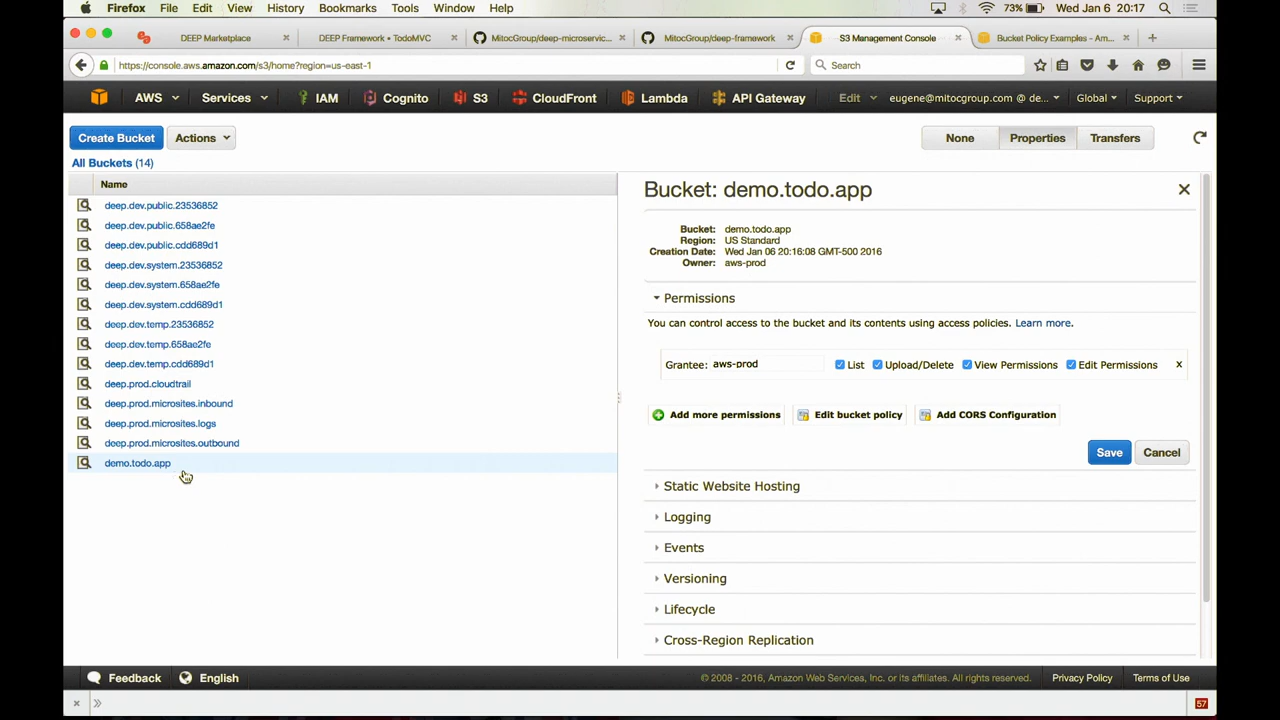 Firefox File Edit View History Bookmarks Tools Window Help 73% Wed Jan 6 20:17
DEEP Marketplace × DEEP Framework • TodoMVC × MitocGroup/deep-microservic... × MitocGroup/deep-framework × S3 Management Console × Bucket Policy Examples - Am... × +
https://console.aws.amazon.com/s3/home?region=us-east-1 Search
AWS Services IAM Cognito S3 CloudFront Lambda API Gateway Edit eugene@mitocgroup.com @ de... Global Support
Create Bucket Actions None Properties Transfers
All Buckets (14)
Name
deep.dev.public.23536852
deep.dev.public.658ae2fe
deep.dev.public.cdd689d1
deep.dev.system.23536852
deep.dev.system.658ae2fe
deep.dev.system.cdd689d1
deep.dev.temp.23536852
deep.dev.temp.658ae2fe
deep.dev.temp.cdd689d1
deep.prod.cloudtrail
deep.prod.microsites.inbound
deep.prod.microsites.logs
deep.prod.microsites.outbound
demo.todo.app
Bucket: demo.todo.app ×
Bucket: demo.todo.app
Region: US Standard
Creation Date: Wed Jan 06 20:16:08 GMT-500 2016
Owner: aws-prod
Permissions
You can control access to the bucket and its contents using access policies. Learn more.
Grantee: aws-prod List Upload/Delete View Permissions Edit Permissions x
Add more permissions Edit bucket policy Add CORS Configuration
Save Cancel
Static Website Hosting
Logging
Events
Versioning
Lifecycle
Cross-Region Replication
Feedback English © 2008 - 2016, Amazon Web Services, Inc. or its affiliates. All rights reserved. Privacy Policy Terms of Use
× » 57